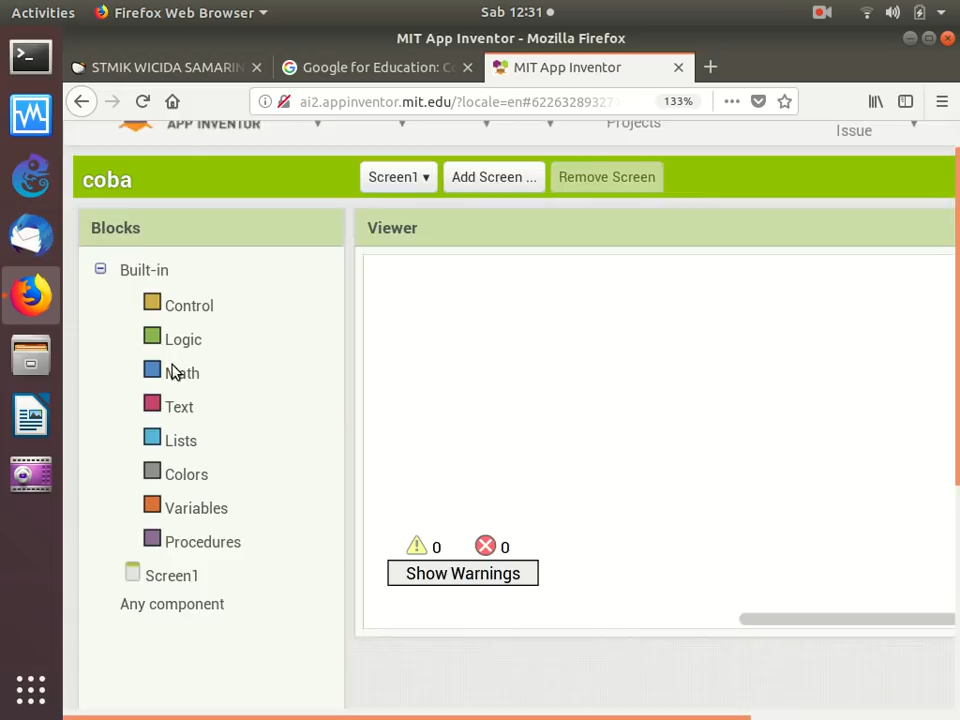 Activities
Firefox Web Browser
Sab 12:31
MIT App Inventor - Mozilla Firefox
STMIK WICIDA SAMARIN
Google for Education: Co
MIT App Inventor
ai2.appinventor.mit.edu/?locale=en#6226328932
133%
APP INVENTOR
Projects
Issue
coba
Screen1
Add Screen ...
Remove Screen
Blocks
Viewer
Built-in
Control
Logic
Math
Text
Lists
Colors
Variables
Procedures
Screen1
Any component
0
0
Show Warnings